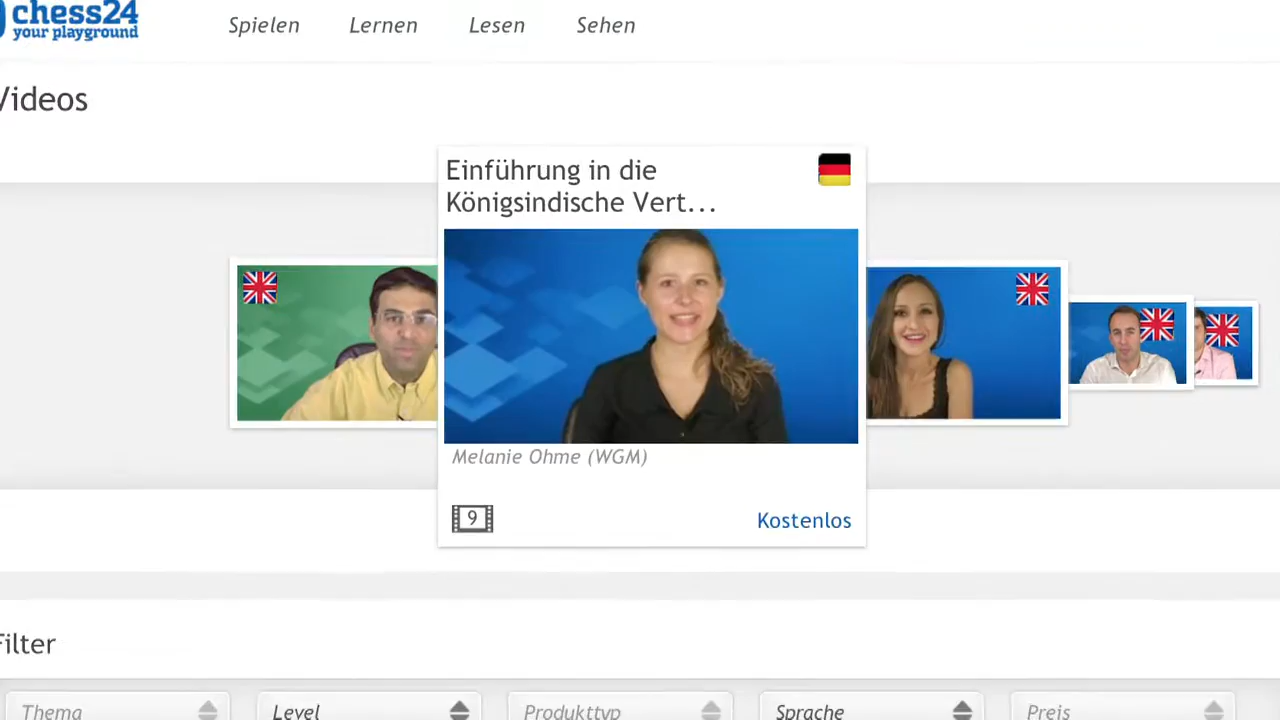 chess24
your playground
Spielen Lernen Lesen Sehen
Videos
Einführung in die
Königsindische Vert...
Melanie Ohme (WGM)
9 Kostenlos
Filter
Thema Level Produkttyp Sprache Preis